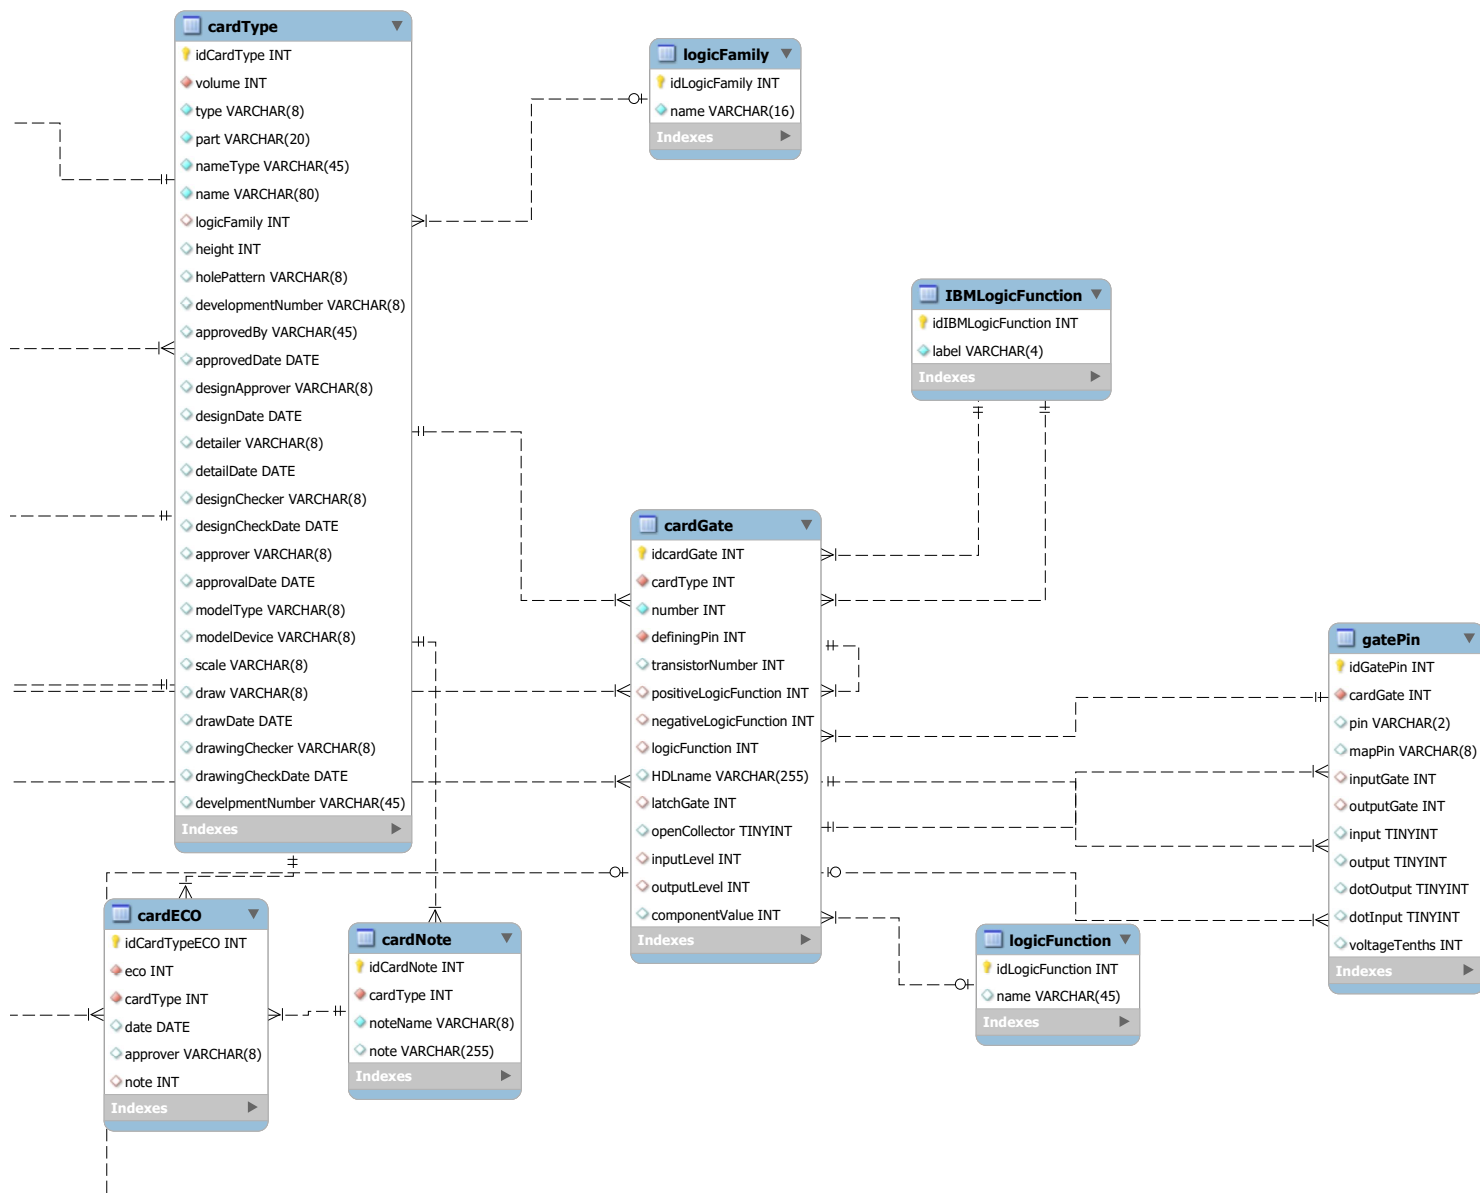 cardType
idCardType INT
volume INT
type VARCHAR(8)
part VARCHAR(20)
nameType VARCHAR(45)
name VARCHAR(80)
logicFamily INT
height INT
holePattern VARCHAR(8)
developmentNumber VARCHAR(8)
approvedBy VARCHAR(45)
approvedDate DATE
designApprover VARCHAR(8)
designDate DATE
detailer VARCHAR(8)
detailDate DATE
designChecker VARCHAR(8)
designCheckDate DATE
approver VARCHAR(8)
approvalDate DATE
modelType VARCHAR(8)
modelDevice VARCHAR(8)
scale VARCHAR(8)
draw VARCHAR(8)
drawDate DATE
drawingChecker VARCHAR(8)
drawingCheckDate DATE
develpmentNumber VARCHAR(45)
Indexes
logicFamily
idLogicFamily INT
name VARCHAR(16)
Indexes
IBMLogicFunction
idIBMLogicFunction INT
label VARCHAR(4)
Indexes
cardGate
idcardGate INT
cardType INT
number INT
definingPin INT
transistorNumber INT
positiveLogicFunction INT
negativeLogicFunction INT
logicFunction INT
HDLname VARCHAR(255)
latchGate INT
openCollector TINYINT
inputLevel INT
outputLevel INT
componentValue INT
Indexes
gatePin
idGatePin INT
cardGate INT
pin VARCHAR(2)
mapPin VARCHAR(8)
inputGate INT
outputGate INT
input TINYINT
output TINYINT
dotOutput TINYINT
dotInput TINYINT
voltageTenths INT
Indexes
cardECO
idCardTypeECO INT
eco INT
cardType INT
date DATE
approver VARCHAR(8)
note INT
Indexes
cardNote
idCardNote INT
cardType INT
noteName VARCHAR(8)
note VARCHAR(255)
Indexes
logicFunction
idLogicFunction INT
name VARCHAR(45)
Indexes